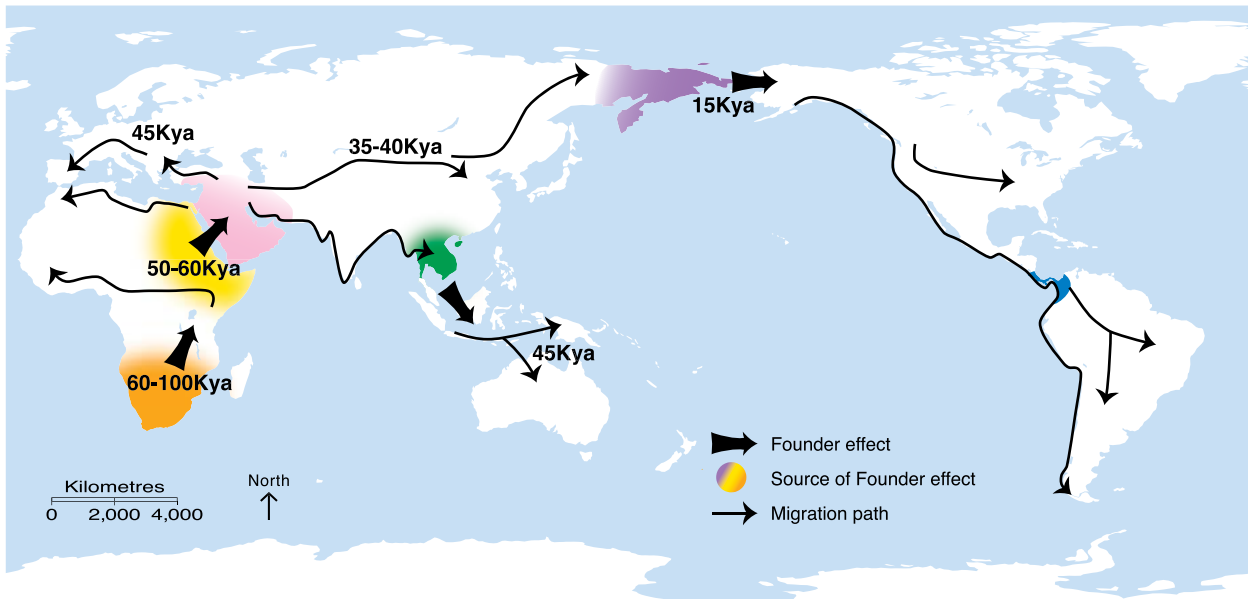 15Kya
45Kya
35-40Kya
50-60Kya
45Kya
60-100Kya
Founder effect
Source of Founder effect
Migration path
Kilometres
0 2,000 4,000
North